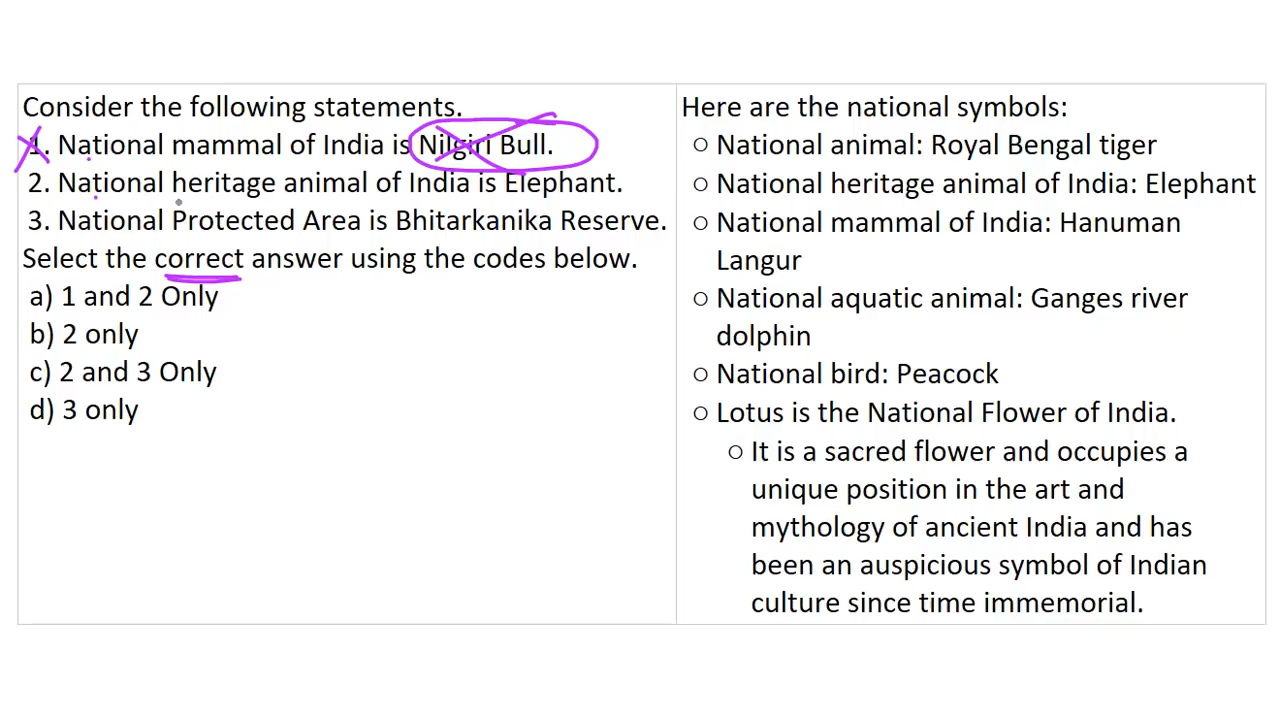 Consider the following statements.
1. National mammal of India is Nilgiri Bull.
2. National heritage animal of India is Elephant.
3. National Protected Area is Bhitarkanika Reserve.
Select the correct answer using the codes below.
a) 1 and 2 Only
b) 2 only
c) 2 and 3 Only
d) 3 only
Here are the national symbols:
○ National animal: Royal Bengal tiger
○ National heritage animal of India: Elephant
○ National mammal of India: Hanuman
Langur
○ National aquatic animal: Ganges river
dolphin
○ National bird: Peacock
○ Lotus is the National Flower of India.
○ It is a sacred flower and occupies a
unique position in the art and
mythology of ancient India and has
been an auspicious symbol of Indian
culture since time immemorial.